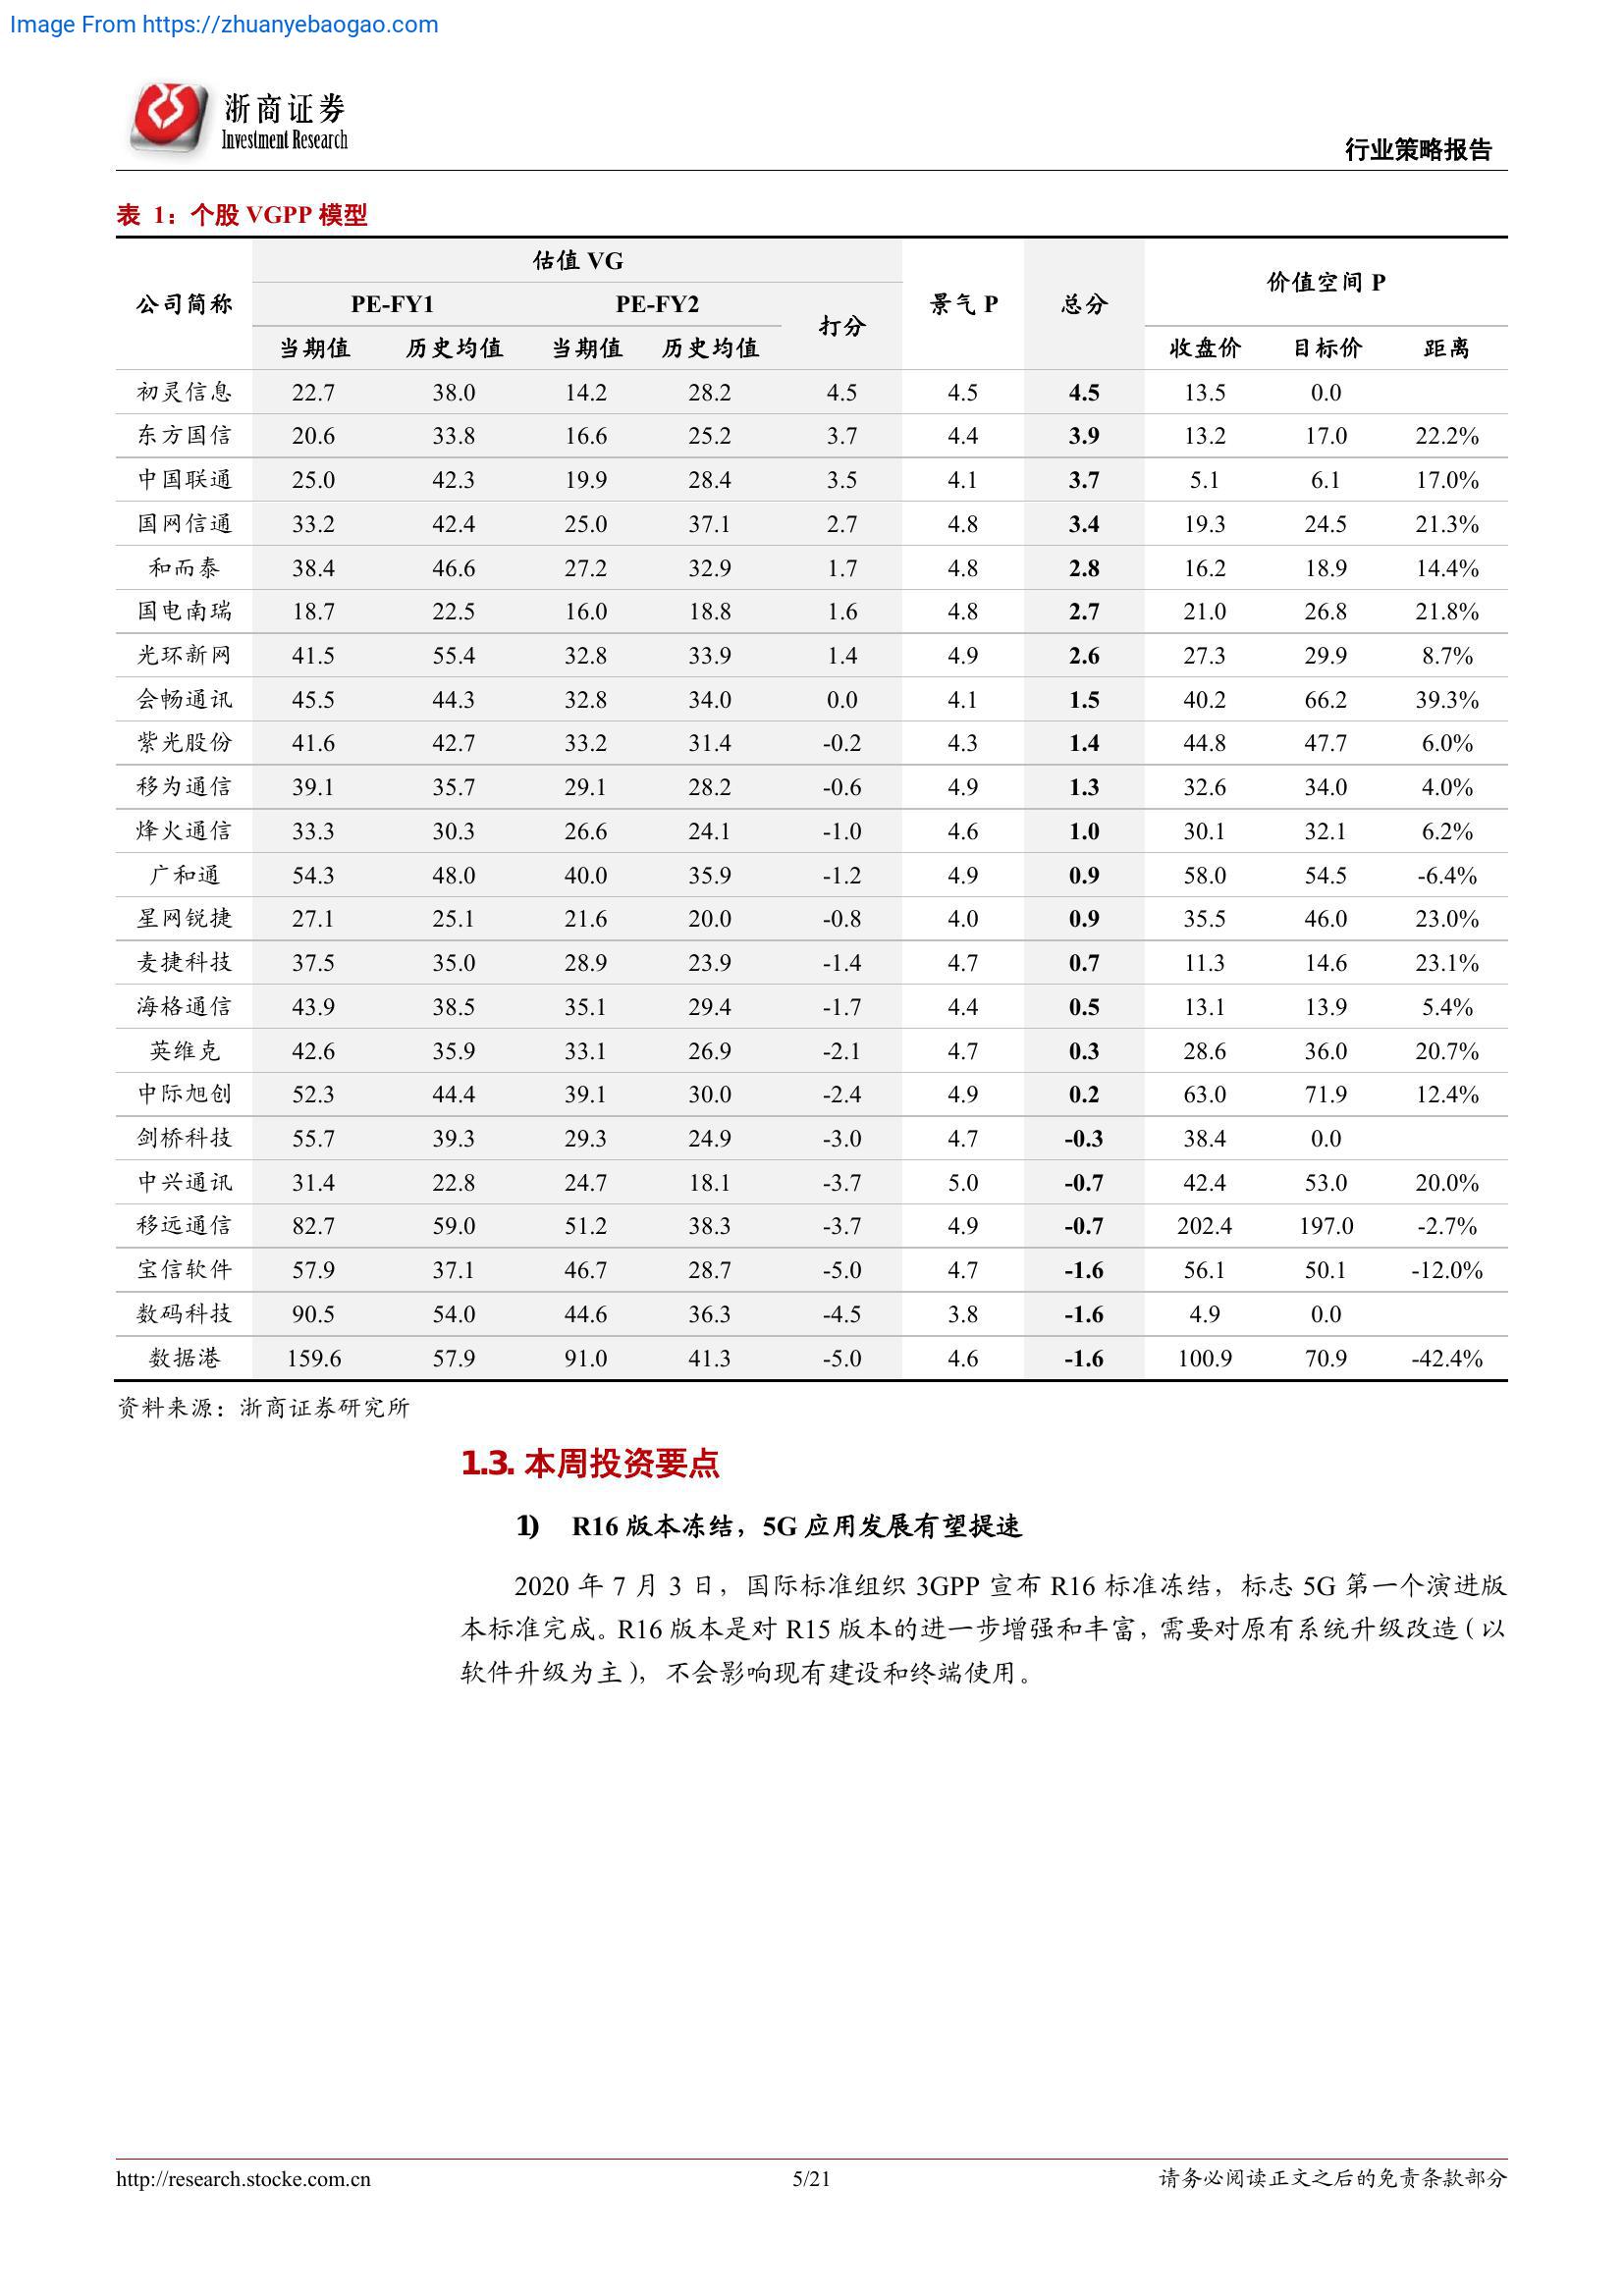 Image From https://zhuanyebaogao.com
浙商证券
Investment Research
行业策略报告
表 1：个股 VGPP 模型
估值 VG
价值空间 P
公司简称 PE-FY1 PE-FY2 景气 P 总分
打分
当期值 历史均值 当期值 历史均值 收盘价 目标价 距离
初灵信息 22.7 38.0 14.2 28.2 4.5 4.5 4.5 13.5 0.0
东方国信 20.6 33.8 16.6 25.2 3.7 4.4 3.9 13.2 17.0 22.2%
中国联通 25.0 42.3 19.9 28.4 3.5 4.1 3.7 5.1 6.1 17.0%
国网信通 33.2 42.4 25.0 37.1 2.7 4.8 3.4 19.3 24.5 21.3%
和而泰 38.4 46.6 27.2 32.9 1.7 4.8 2.8 16.2 18.9 14.4%
国电南瑞 18.7 22.5 16.0 18.8 1.6 4.8 2.7 21.0 26.8 21.8%
光环新网 41.5 55.4 32.8 33.9 1.4 4.9 2.6 27.3 29.9 8.7%
会畅通讯 45.5 44.3 32.8 34.0 0.0 4.1 1.5 40.2 66.2 39.3%
紫光股份 41.6 42.7 33.2 31.4 -0.2 4.3 1.4 44.8 47.7 6.0%
移为通信 39.1 35.7 29.1 28.2 -0.6 4.9 1.3 32.6 34.0 4.0%
烽火通信 33.3 30.3 26.6 24.1 -1.0 4.6 1.0 30.1 32.1 6.2%
广和通 54.3 48.0 40.0 35.9 -1.2 4.9 0.9 58.0 54.5 -6.4%
星网锐捷 27.1 25.1 21.6 20.0 -0.8 4.0 0.9 35.5 46.0 23.0%
麦捷科技 37.5 35.0 28.9 23.9 -1.4 4.7 0.7 11.3 14.6 23.1%
海格通信 43.9 38.5 35.1 29.4 -1.7 4.4 0.5 13.1 13.9 5.4%
英维克 42.6 35.9 33.1 26.9 -2.1 4.7 0.3 28.6 36.0 20.7%
中际旭创 52.3 44.4 39.1 30.0 -2.4 4.9 0.2 63.0 71.9 12.4%
剑桥科技 55.7 39.3 29.3 24.9 -3.0 4.7 -0.3 38.4 0.0
中兴通讯 31.4 22.8 24.7 18.1 -3.7 5.0 -0.7 42.4 53.0 20.0%
移远通信 82.7 59.0 51.2 38.3 -3.7 4.9 -0.7 202.4 197.0 -2.7%
宝信软件 57.9 37.1 46.7 28.7 -5.0 4.7 -1.6 56.1 50.1 -12.0%
数码科技 90.5 54.0 44.6 36.3 -4.5 3.8 -1.6 4.9 0.0
数据港 159.6 57.9 91.0 41.3 -5.0 4.6 -1.6 100.9 70.9 -42.4%
资料来源：浙商证券研究所
1.3. 本周投资要点
1) R16 版本冻结，5G 应用发展有望提速
2020 年 7 月 3 日，国际标准组织 3GPP 宣布 R16 标准冻结，标志 5G 第一个演进版
本标准完成。R16 版本是对 R15 版本的进一步增强和丰富，需要对原有系统升级改造（以
软件升级为主），不会影响现有建设和终端使用。
http://research.stocke.com.cn 5/21 请务必阅读正文之后的免责条款部分